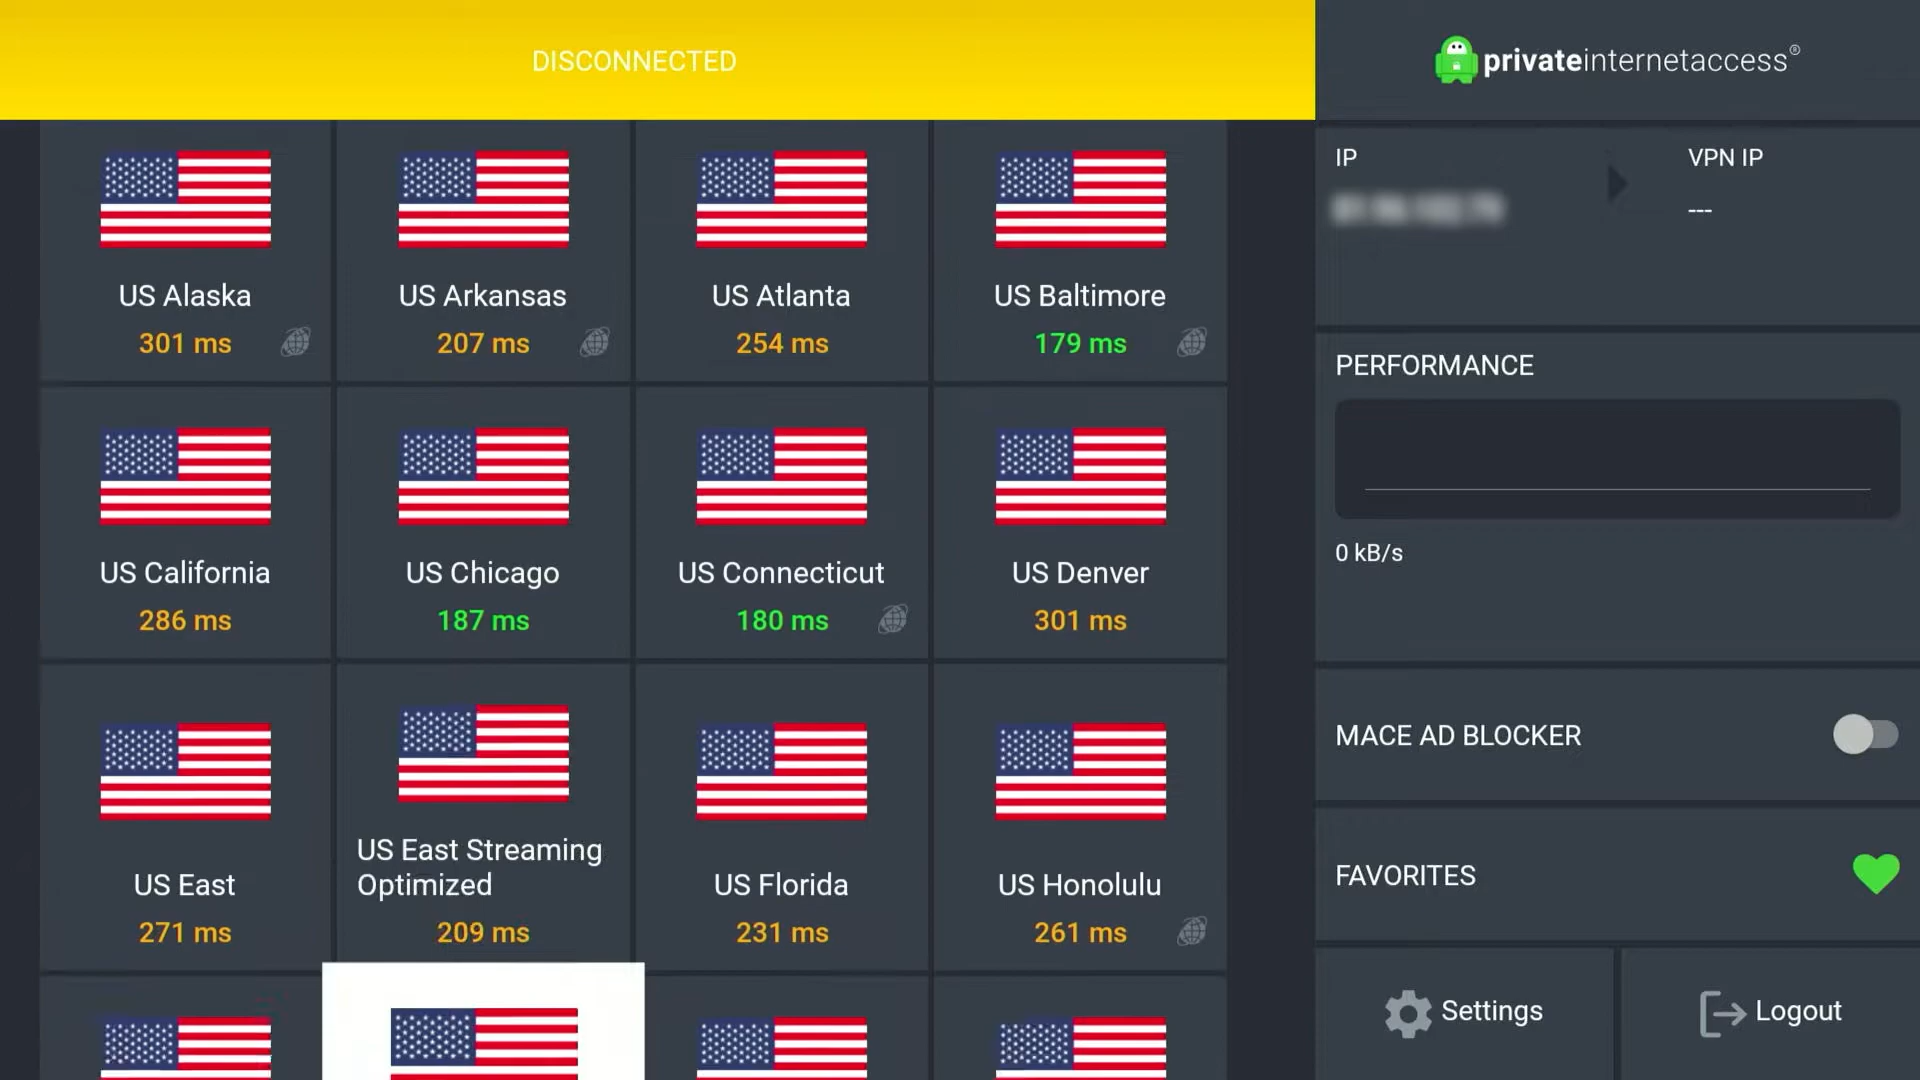 DISCONNECTED
privateinternetaccess®
IP
VPN IP
---
US Alaska
US Arkansas
US Atlanta
US Baltimore
301 ms
207 ms
254 ms
179 ms
PERFORMANCE
0 kB/s
US California
US Chicago
US Connecticut
US Denver
286 ms
187 ms
180 ms
301 ms
MACE AD BLOCKER
US East
US East Streaming
Optimized
US Florida
US Honolulu
271 ms
209 ms
231 ms
261 ms
FAVORITES
Settings
Logout